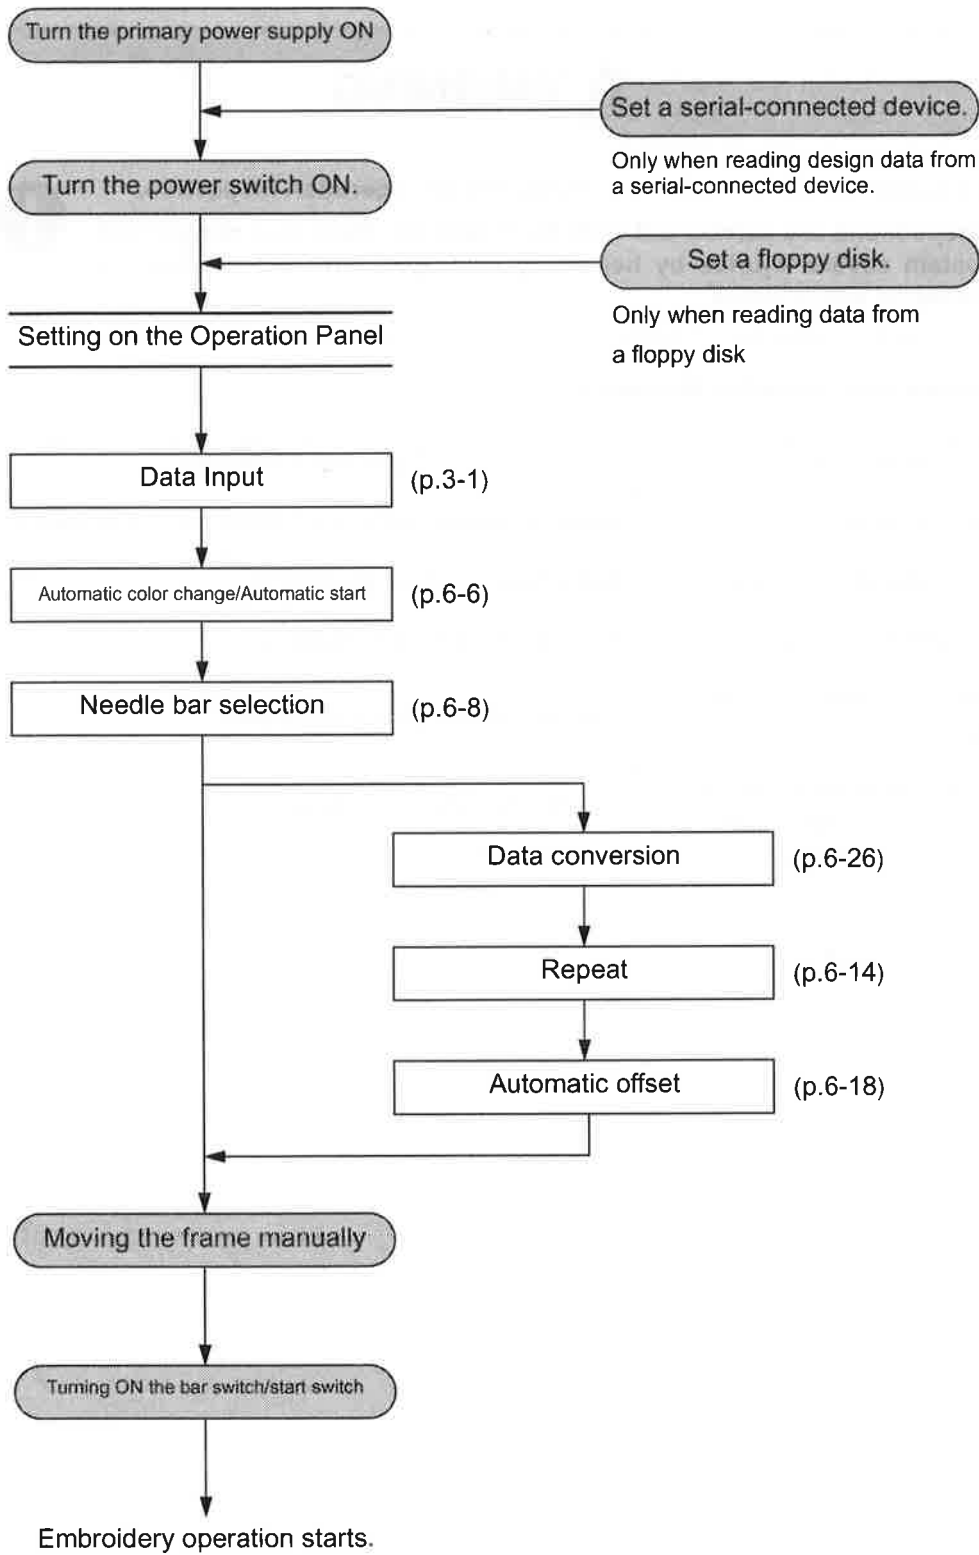 Turn the primary power supply ON
Set a serial-connected device.
Only when reading design data from
a serial-connected device.
Turn the power switch ON.
Set a floppy disk.
Only when reading data from
a floppy disk
Setting on the Operation Panel
Data Input
(p.3-1)
Automatic color change/Automatic start
(p.6-6)
Needle bar selection
(p.6-8)
Data conversion
(p.6-26)
Repeat
(p.6-14)
Automatic offset
(p.6-18)
Moving the frame manually
Turning ON the bar switch/start switch
Embroidery operation starts.